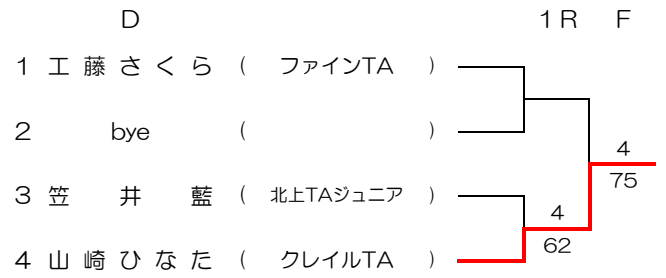 D 1R F
1 工藤さくら ( ファインTA )
2 bye ( )
4
75
3 笠井 藍 ( 北上TAジュニア )
4
62
4 山崎ひなた ( クレイルTA )